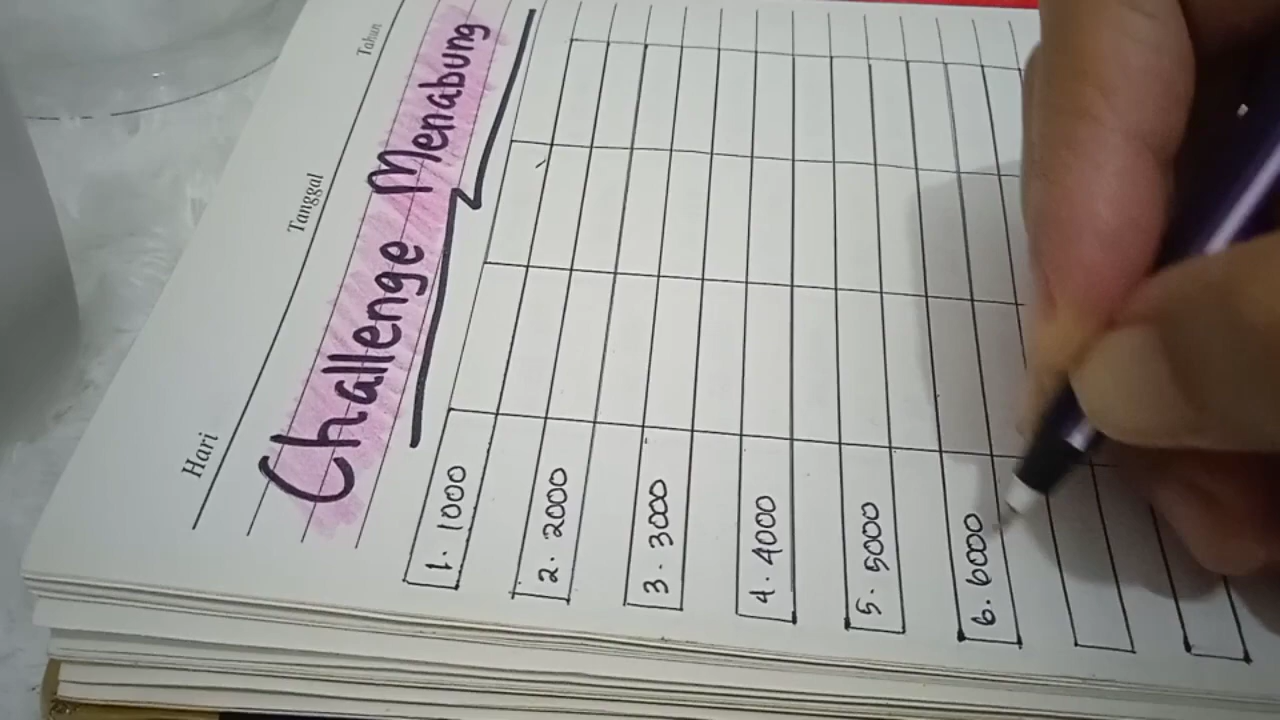 Hari
Tanggal
Tahun
Challenge Menabung
1. 1000
2. 2000
3. 3000
4. 4000
5. 5000
6. 6000